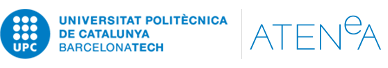 UPC
UNIVERSITAT POLITÈCNICA
DE CATALUNYA
BARCELONATECH
ATENeA